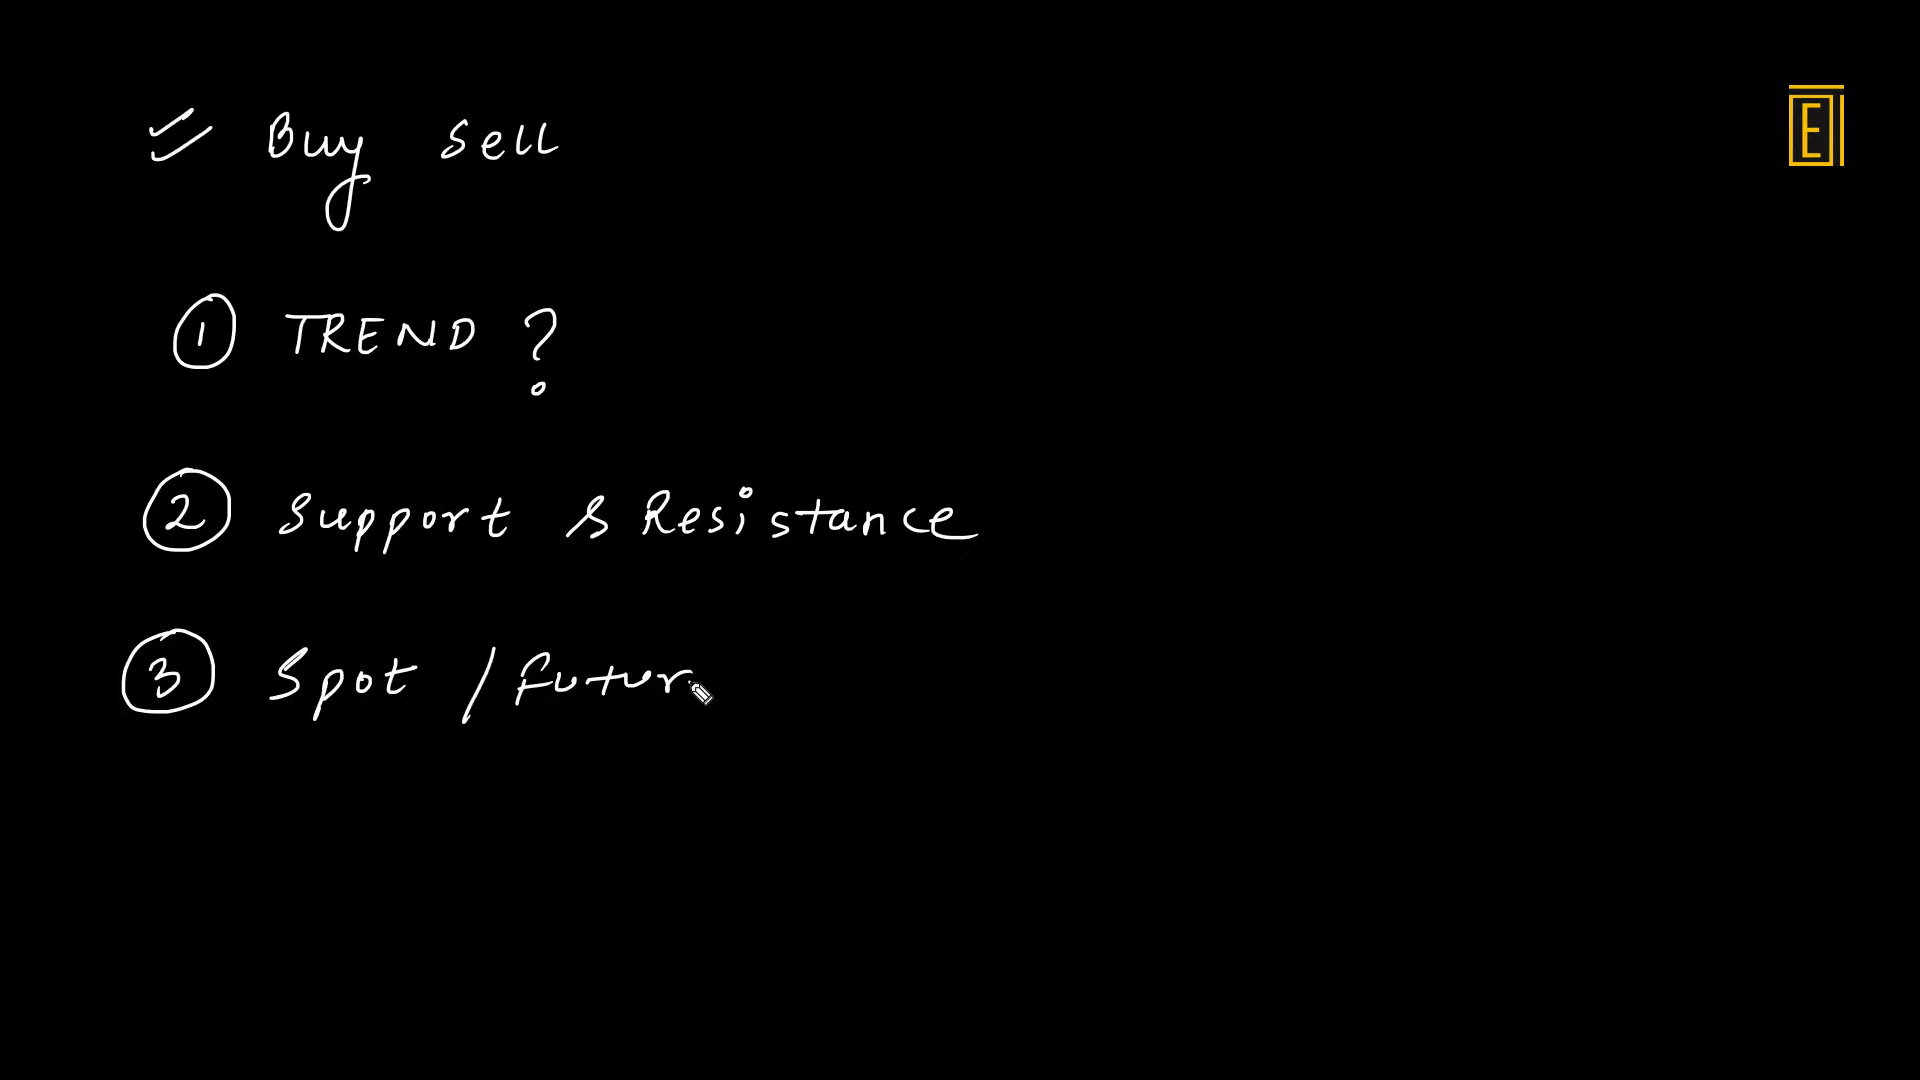 Buy Sell
E
① TREND ?
② Support & Resistance
③ Spot / Futur